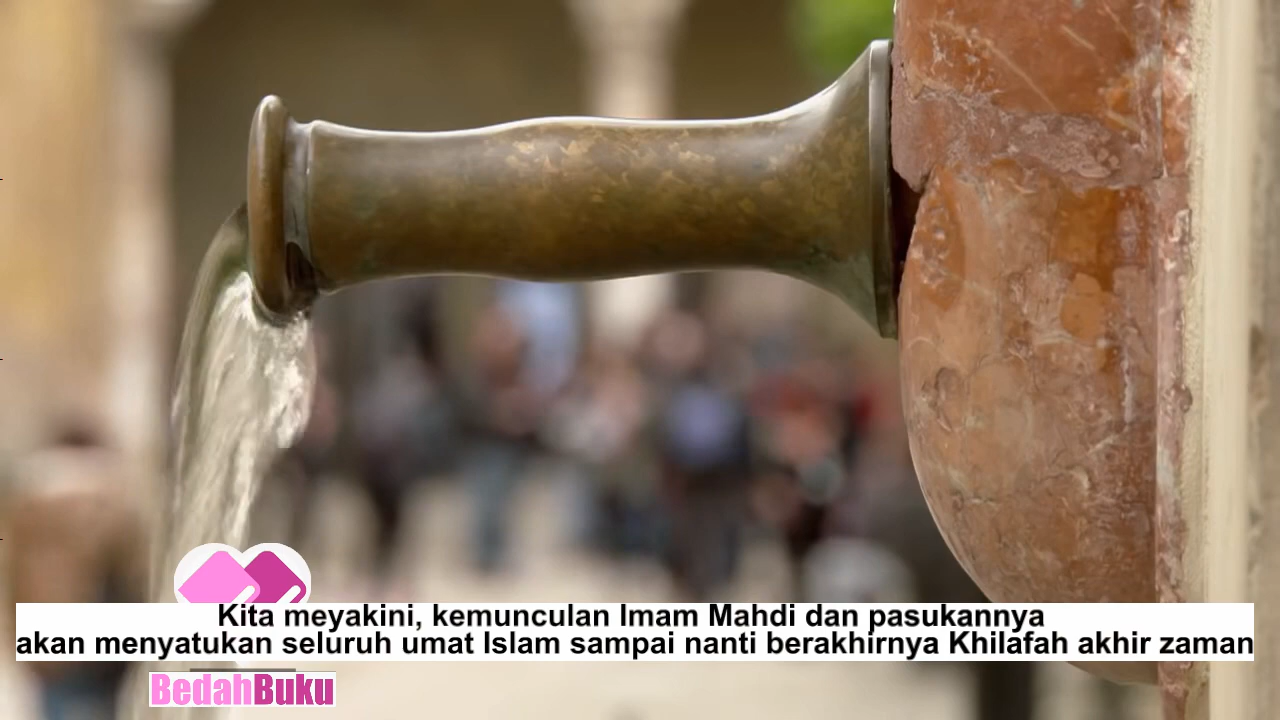 Kita meyakini, kemunculan Imam Mahdi dan pasukannya
akan menyatukan seluruh umat Islam sampai nanti berakhirnya Khilafah akhir zaman
BedahBuku